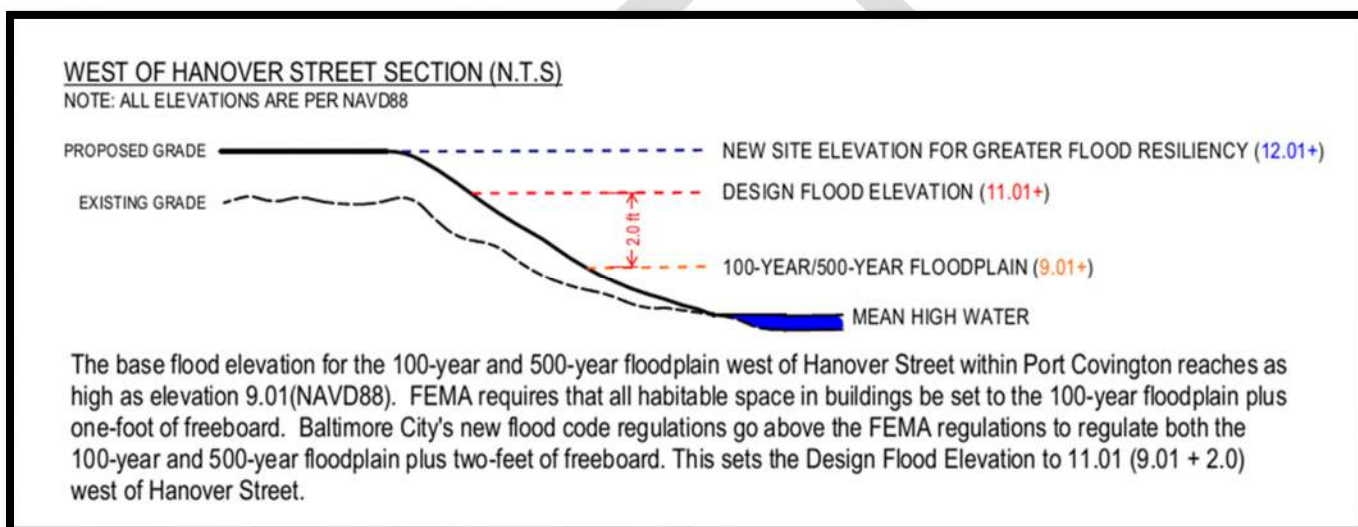 WEST OF HANOVER STREET SECTION (N.T.S)
NOTE: ALL ELEVATIONS ARE PER NAVD88
PROPOSED GRADE
NEW SITE ELEVATION FOR GREATER FLOOD RESILIENCY (12.01+)
EXISTING GRADE
DESIGN FLOOD ELEVATION (11.01+)
2.0 ft
100-YEAR/500-YEAR FLOODPLAIN (9.01+)
MEAN HIGH WATER
The base flood elevation for the 100-year and 500-year floodplain west of Hanover Street within Port Covington reaches as
high as elevation 9.01(NAVD88). FEMA requires that all habitable space in buildings be set to the 100-year floodplain plus
one-foot of freeboard. Baltimore City's new flood code regulations go above the FEMA regulations to regulate both the
100-year and 500-year floodplain plus two-feet of freeboard. This sets the Design Flood Elevation to 11.01 (9.01 + 2.0)
west of Hanover Street.